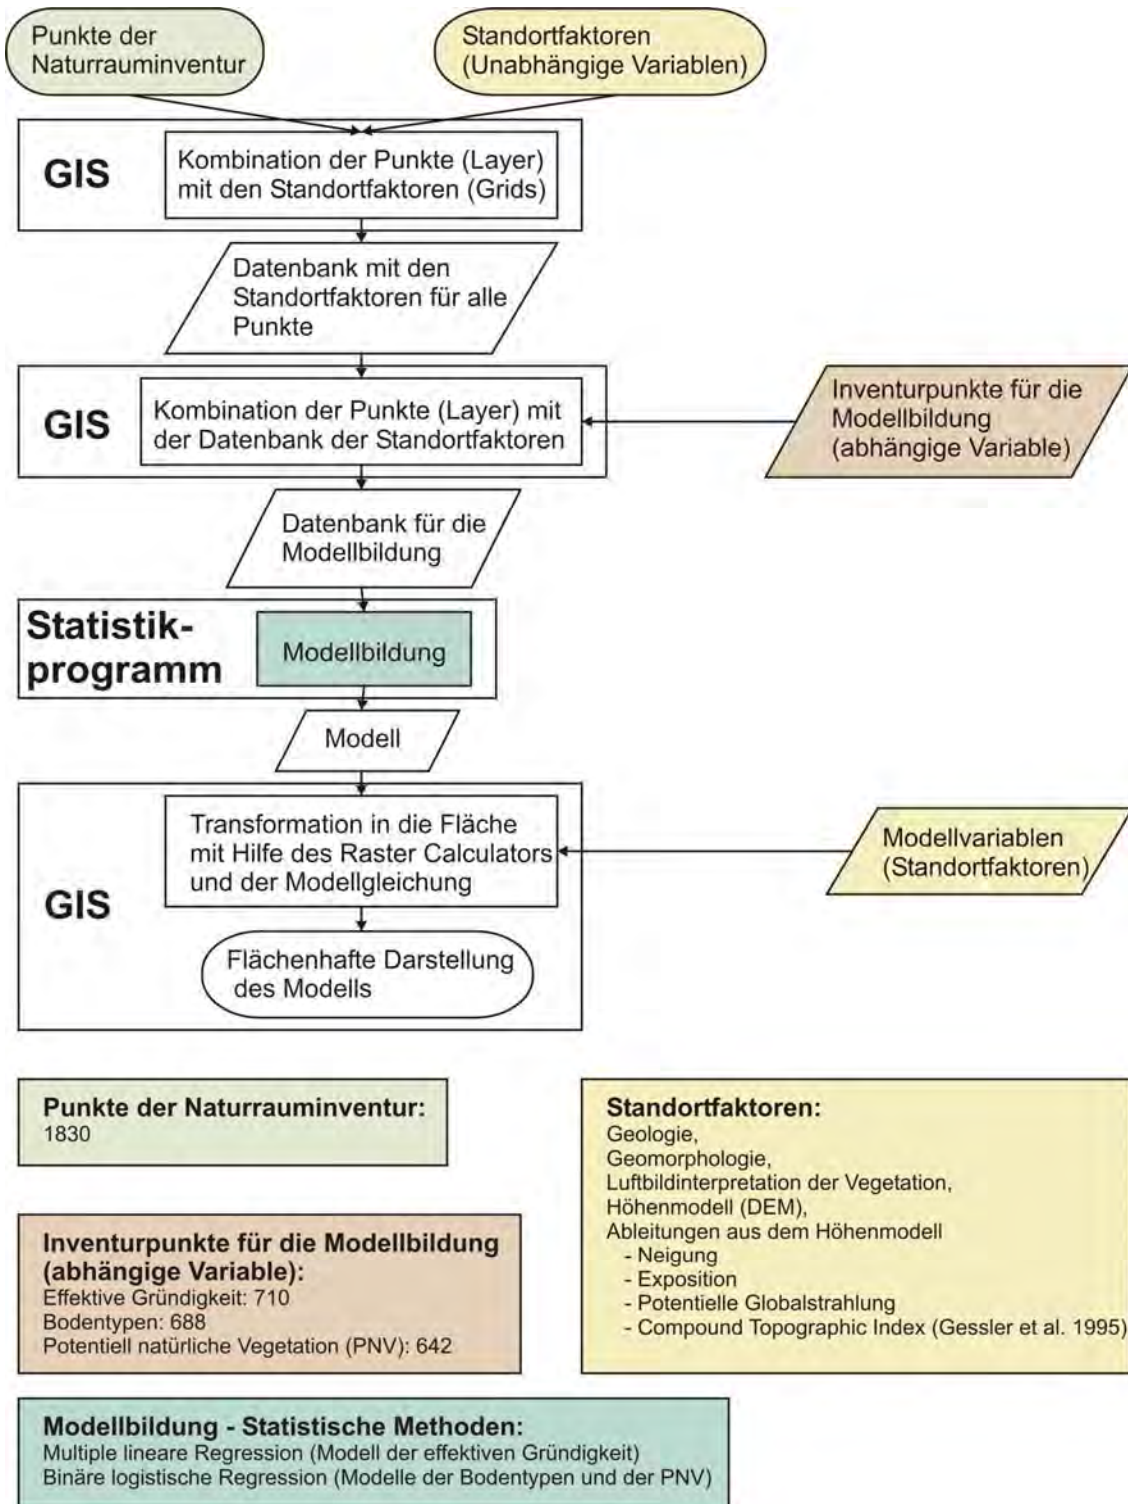 Punkte der
Naturrauminventur
Standortfaktoren
(Unabhängige Variablen)
GIS
Kombination der Punkte (Layer)
mit den Standortfaktoren (Grids)
Datenbank mit den
Standortfaktoren für alle
Punkte
GIS
Kombination der Punkte (Layer) mit
der Datenbank der Standortfaktoren
Inventurpunkte für die
Modellbildung
(abhängige Variable)
Datenbank für die
Modellbildung
Statistik-
programm
Modellbildung
Modell
GIS
Transformation in die Fläche
mit Hilfe des Raster Calculators
und der Modellgleichung
Modellvariablen
(Standortfaktoren)
Flächenhafte Darstellung
des Modells
Punkte der Naturrauminventur:
1830
Inventurpunkte für die Modellbildung
(abhängige Variable):
Effektive Gründigkeit: 710
Bodentypen: 688
Potentiell natürliche Vegetation (PNV): 642
Standortfaktoren:
Geologie,
Geomorphologie,
Luftbildinterpretation der Vegetation,
Höhenmodell (DEM),
Ableitungen aus dem Höhenmodell
- Neigung
- Exposition
- Potentielle Globalstrahlung
- Compound Topographic Index (Gessler et al. 1995)
Modellbildung - Statistische Methoden:
Multiple lineare Regression (Modell der effektiven Gründigkeit)
Binäre logistische Regression (Modelle der Bodentypen und der PNV)